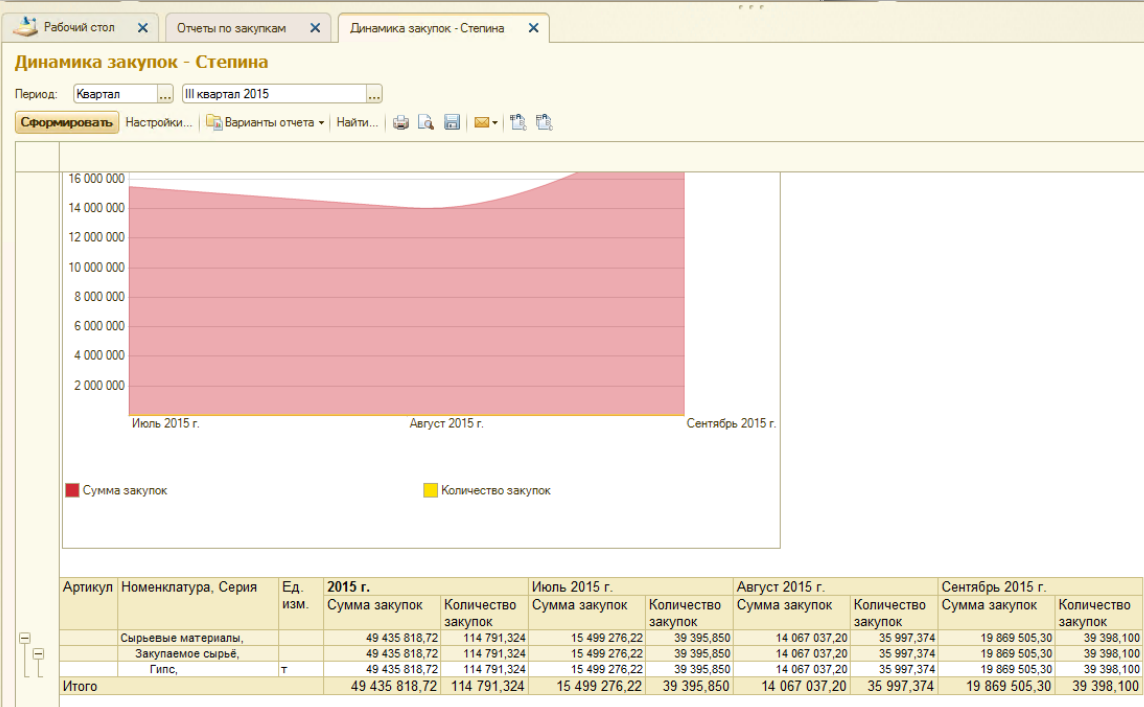 Рабочий стол Отчеты по закупкам Динамика закупок - Степина
Динамика закупок - Степина
Период: Квартал ... III квартал 2015 ...
Сформировать Настройки... Варианты отчета Найти...
16 000 000
14 000 000
12 000 000
10 000 000
8 000 000
6 000 000
4 000 000
2 000 000
Июль 2015 г. Август 2015 г. Сентябрь 2015 г.
Сумма закупок Количество закупок
Артикул Номенклатура, Серия Ед. 2015 г. Июль 2015 г. Август 2015 г. Сентябрь 2015 г.
изм. Сумма закупок Количество Сумма закупок Количество Сумма закупок Количество Сумма закупок Количество
закупок закупок закупок закупок
Сырьевые материалы, 49 435 818,72 114 791,324 15 499 276,22 39 395,850 14 067 037,20 35 997,374 19 869 505,30 39 398,100
Закупаемое сырьё, 49 435 818,72 114 791,324 15 499 276,22 39 395,850 14 067 037,20 35 997,374 19 869 505,30 39 398,100
Гипс, т 49 435 818,72 114 791,324 15 499 276,22 39 395,850 14 067 037,20 35 997,374 19 869 505,30 39 398,100
Итого 49 435 818,72 114 791,324 15 499 276,22 39 395,850 14 067 037,20 35 997,374 19 869 505,30 39 398,100